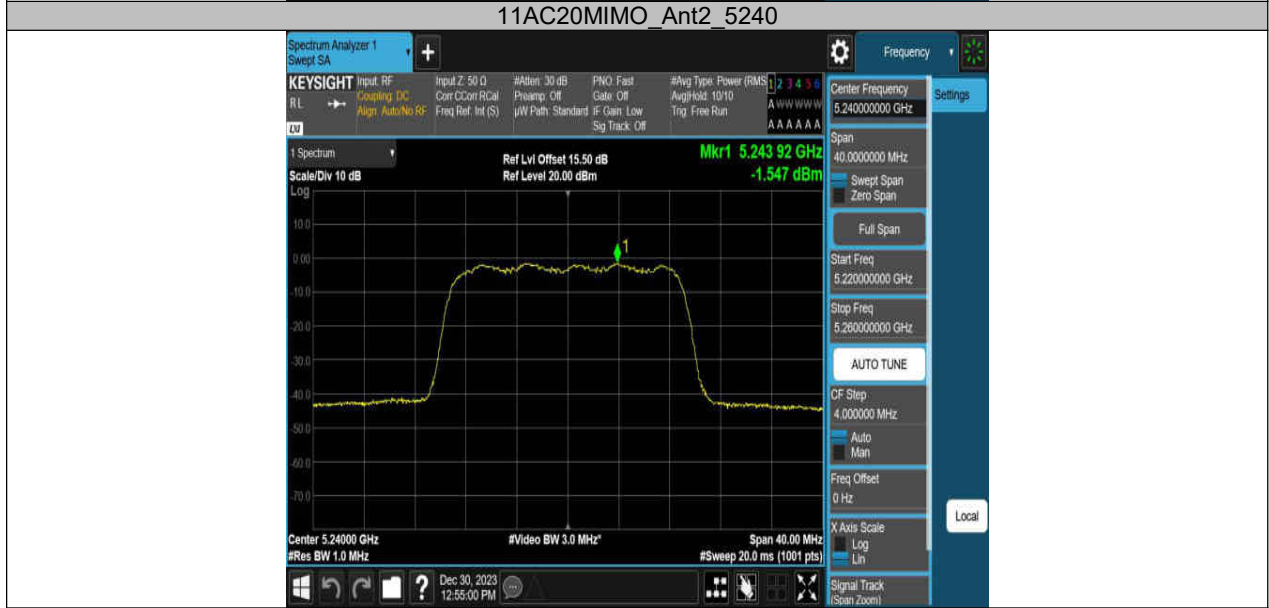 11AC20MIMO_Ant2_5240
Spectrum Analyzer 1
Swept SA
+
Frequency
KEYSIGHT
RL
LXI
Input: RF
Coupling: DC
Align: Auto/No RF
Input Z: 50 Ω
Corr CCorr RCal
Freq Ref: Int (S)
#Atten: 30 dB
Preamp: Off
µW Path: Standard
PNO: Fast
Gate: Off
IF Gain: Low
Sig Track: Off
#Avg Type: Power (RMS
Avg|Hold: 10/10
Trig: Free Run
1 2 3 4 5 6
A W W W W W
A A A A A A
Center Frequency
5.240000000 GHz
Settings
1 Spectrum
Scale/Div 10 dB
Ref Lvl Offset 15.50 dB
Ref Level 20.00 dBm
Mkr1 5.243 92 GHz
-1.547 dBm
Log
10.0
0.00
-10.0
-20.0
-30.0
-40.0
-50.0
-60.0
-70.0
1
Span
40.0000000 MHz
Swept Span
Zero Span
Full Span
Start Freq
5.220000000 GHz
Stop Freq
5.260000000 GHz
AUTO TUNE
CF Step
4.000000 MHz
Auto
Man
Freq Offset
0 Hz
X Axis Scale
Log
Lin
Signal Track
(Span Zoom)
Local
Center 5.24000 GHz
#Res BW 1.0 MHz
#Video BW 3.0 MHz*
Span 40.00 MHz
#Sweep 20.0 ms (1001 pts)
?
Dec 30, 2023
12:55:00 PM